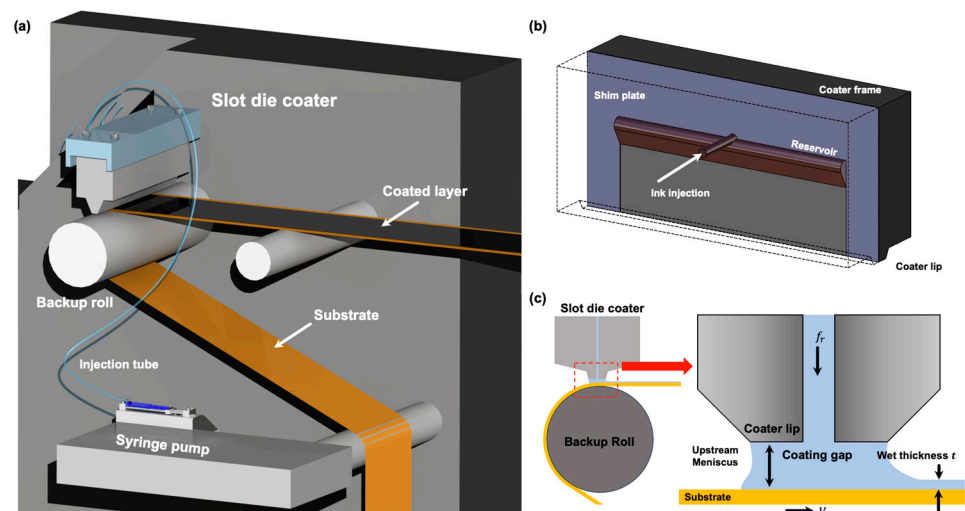 (a)
Slot die coater
Coated layer
Backup roll
Substrate
Injection tube
Syringe pump
(b)
Coater frame
Shim plate
Reservoir
Ink injection
Coater lip
(c)
Slot die coater
Backup Roll
f_r
Coater lip
Upstream
Meniscus
Coating gap
Wet thickness t
Substrate
v